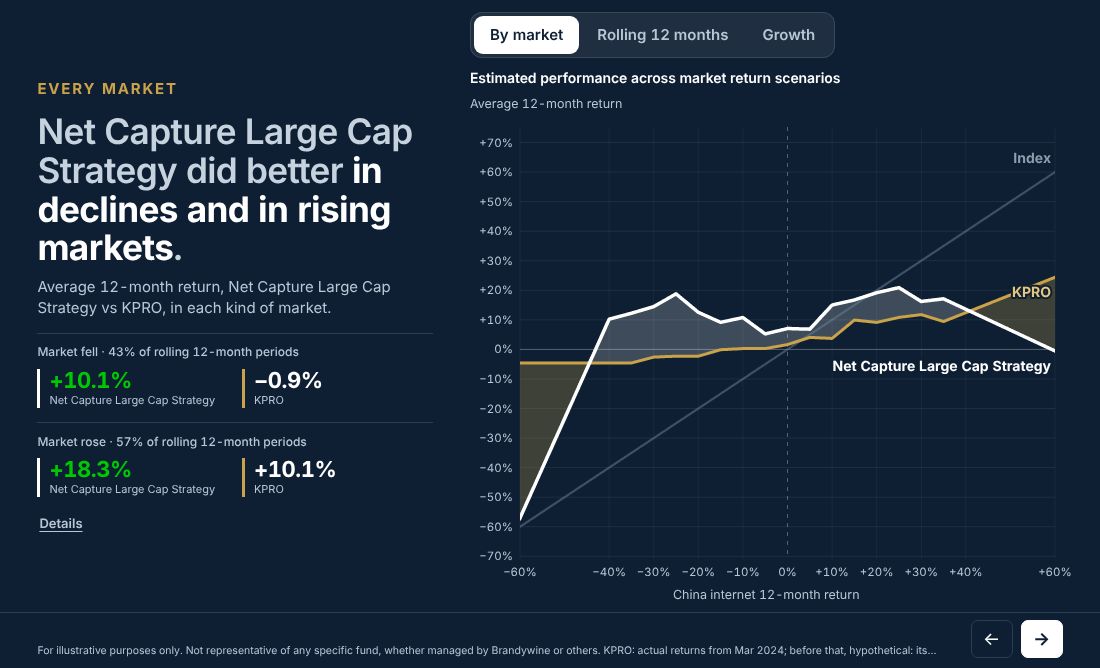 By market Rolling 12 months Growth
EVERY MARKET
Net Capture Large Cap
Strategy did better in
declines and in rising
markets.
Average 12-month return, Net Capture Large Cap
Strategy vs KPRO, in each kind of market.
Market fell · 43% of rolling 12-month periods
+10.1% −0.9%
Net Capture Large Cap Strategy KPRO
Market rose · 57% of rolling 12-month periods
+18.3% +10.1%
Net Capture Large Cap Strategy KPRO
Details
Estimated performance across market return scenarios
Average 12-month return
+70%
+60%
+50%
+40%
+30%
+20%
+10%
0%
−10%
−20%
−30%
−40%
−50%
−60%
−70%
Index
KPRO
Net Capture Large Cap Strategy
−60% −40% −30% −20% −10% 0% +10% +20% +30% +40% +60%
China internet 12-month return
For illustrative purposes only. Not representative of any specific fund, whether managed by Brandywine or others. KPRO: actual returns from Mar 2024; before that, hypothetical: its…